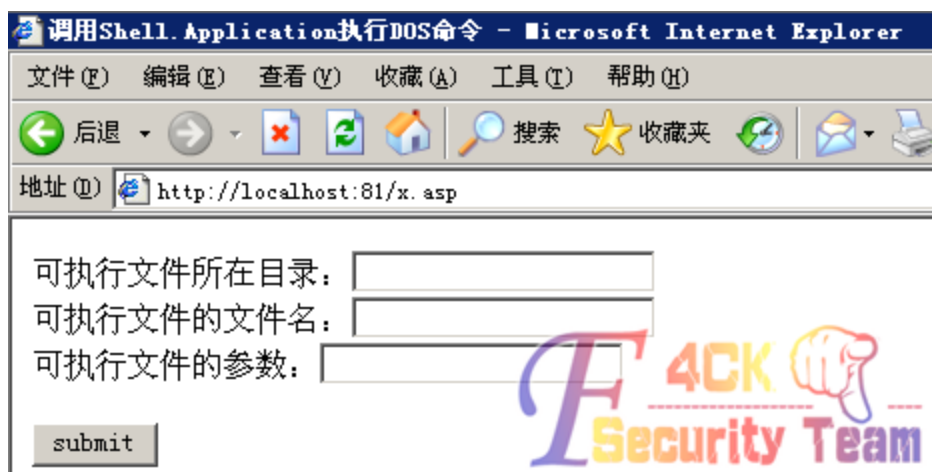 调用Shell.Application执行DOS命令 - Microsoft Internet Explorer
文件(F) 编辑(E) 查看(V) 收藏(A) 工具(T) 帮助(H)
后退 搜索 收藏夹
地址(D) http://localhost:81/x.asp
可执行文件所在目录：
可执行文件的文件名：
可执行文件的参数：
submit
F4CK
Security Team